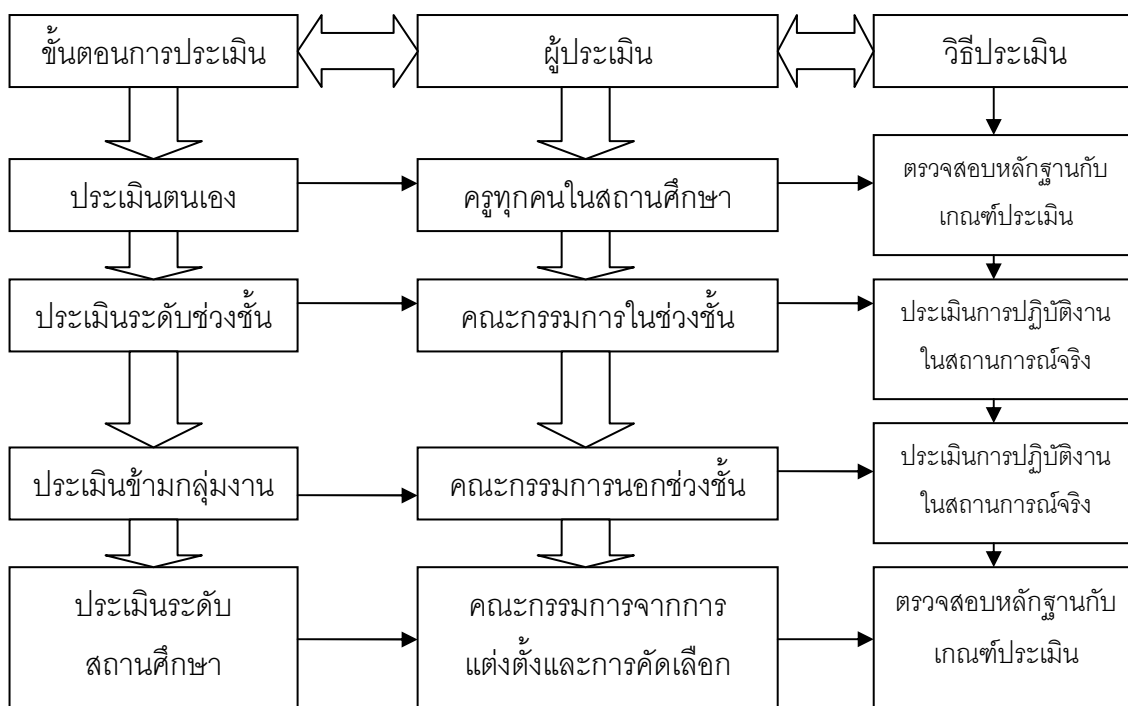 ขั้นตอนการประเมิน
ผู้ประเมิน
วิธีประเมิน
ประเมินตนเอง
ครูทุกคนในสถานศึกษา
ตรวจสอบหลักฐานกับ
เกณฑ์ประเมิน
ประเมินระดับช่วงชั้น
คณะกรรมการในช่วงชั้น
ประเมินการปฏิบัติงาน
ในสถานการณ์จริง
ประเมินข้ามกลุ่มงาน
คณะกรรมการนอกช่วงชั้น
ประเมินการปฏิบัติงาน
ในสถานการณ์จริง
ประเมินระดับ
สถานศึกษา
คณะกรรมการจากการ
แต่งตั้งและการคัดเลือก
ตรวจสอบหลักฐานกับ
เกณฑ์ประเมิน